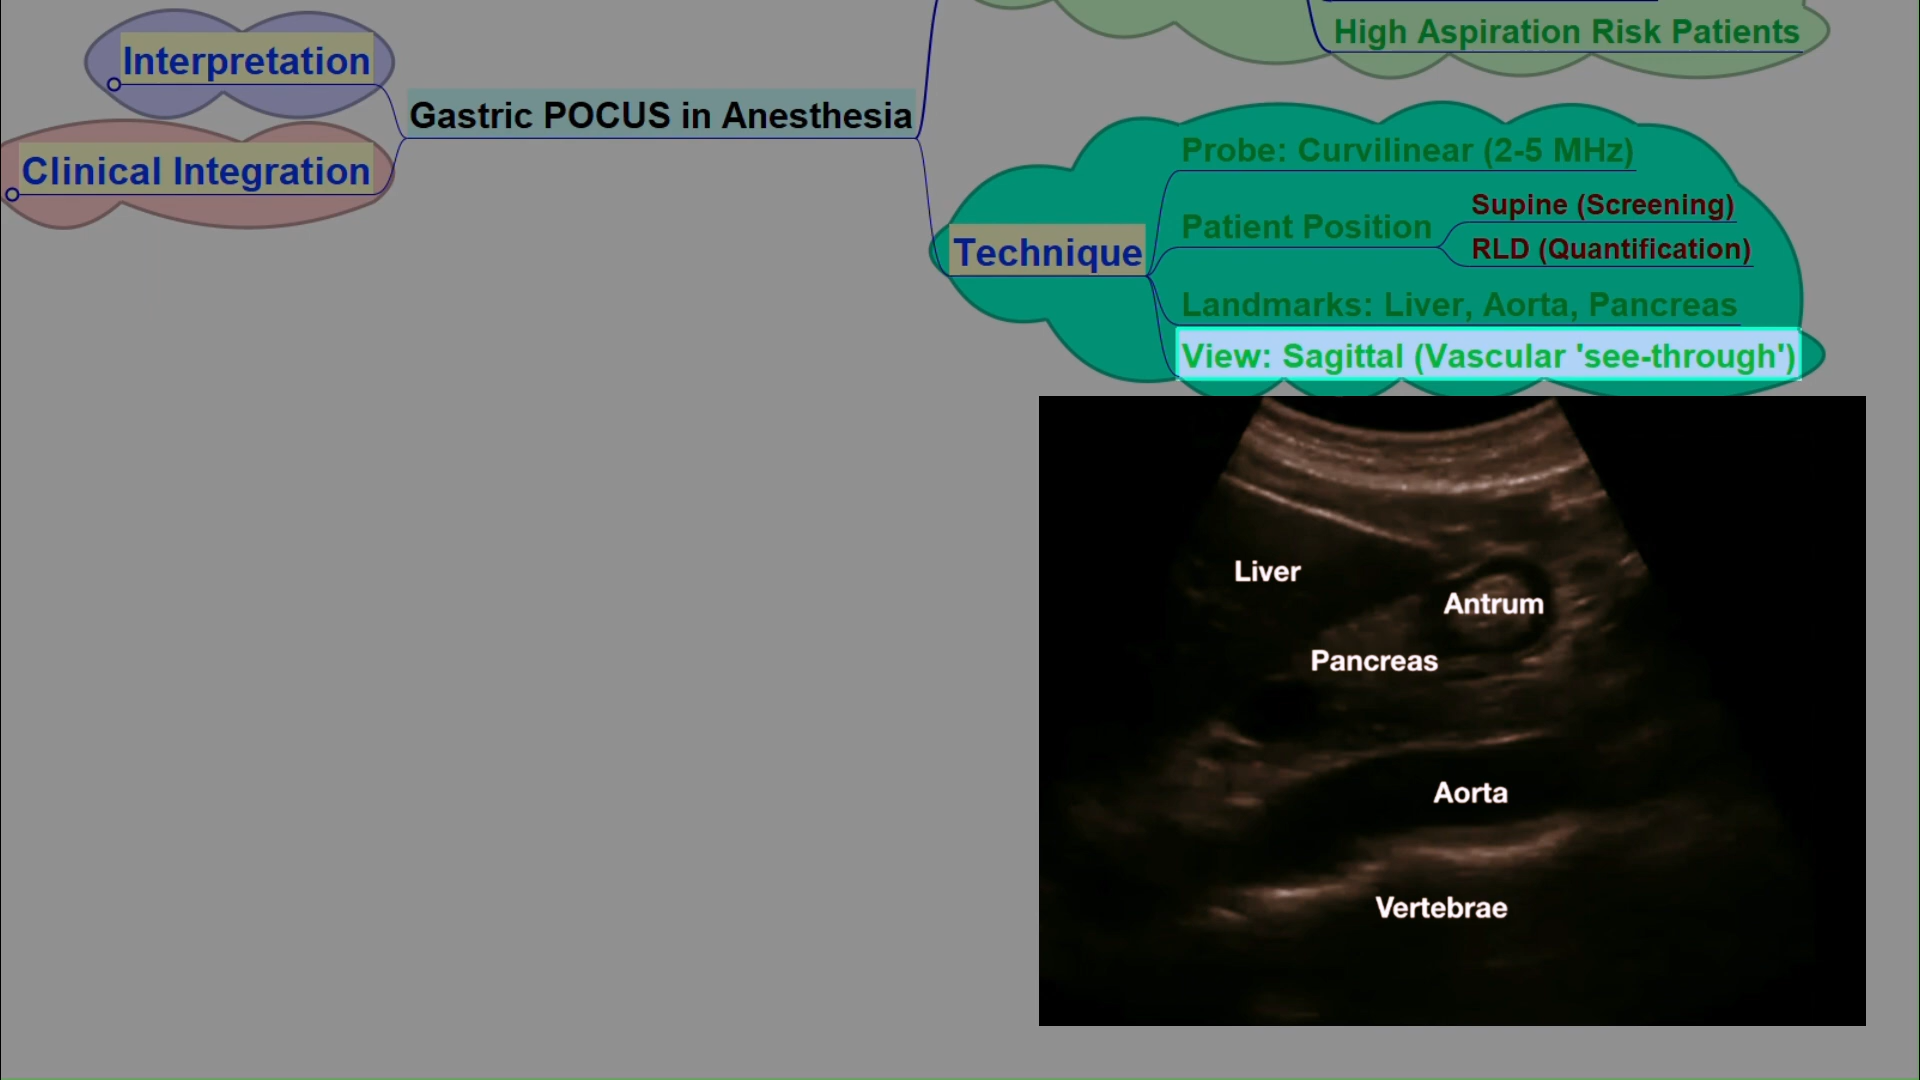 Interpretation
Clinical Integration
Gastric POCUS in Anesthesia
High Aspiration Risk Patients
Technique
Probe: Curvilinear (2-5 MHz)
Patient Position
Supine (Screening)
RLD (Quantification)
Landmarks: Liver, Aorta, Pancreas
View: Sagittal (Vascular 'see-through')
Liver
Antrum
Pancreas
Aorta
Vertebrae